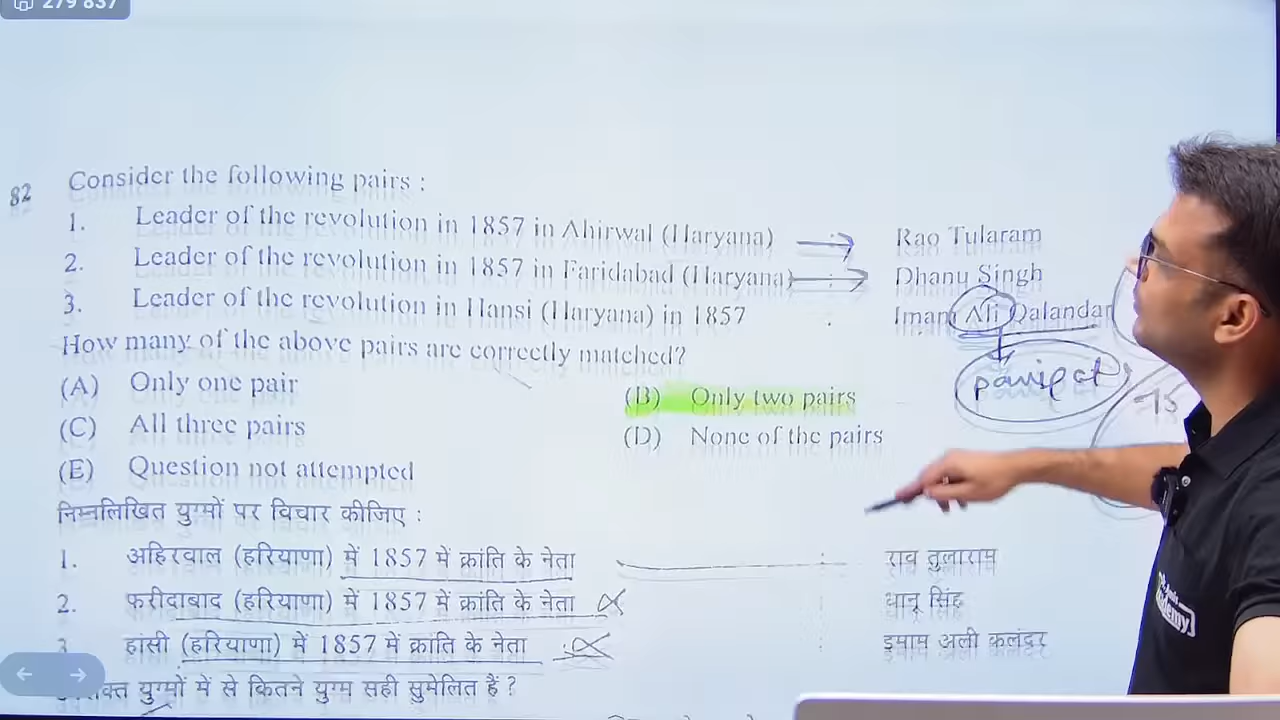 279 837
82 Consider the following pairs :
1. Leader of the revolution in 1857 in Ahirwal (Haryana) Rao Tularam
2. Leader of the revolution in 1857 in Faridabad (Haryana) : Dhanu Singh
3. Leader of the revolution in Hansi (Haryana) in 1857 : Imam Ali Qalandar
How many of the above pairs are correctly matched?
panipat
(A) Only one pair (B) Only two pairs
75
(C) All three pairs (D) None of the pairs
(E) Question not attempted
निम्नलिखित युग्मों पर विचार कीजिए :
1. अहिरवाल (हरियाणा) में 1857 में क्रांति के नेता : राव तुलाराम
2. फरीदाबाद (हरियाणा) में 1857 में क्रांति के नेता धानू सिंह
3 हांसी (हरियाणा) में 1857 में क्रांति के नेता : इमाम अली कलंदर
युग्मों में से कितने युग्म सही सुमेलित हैं ?